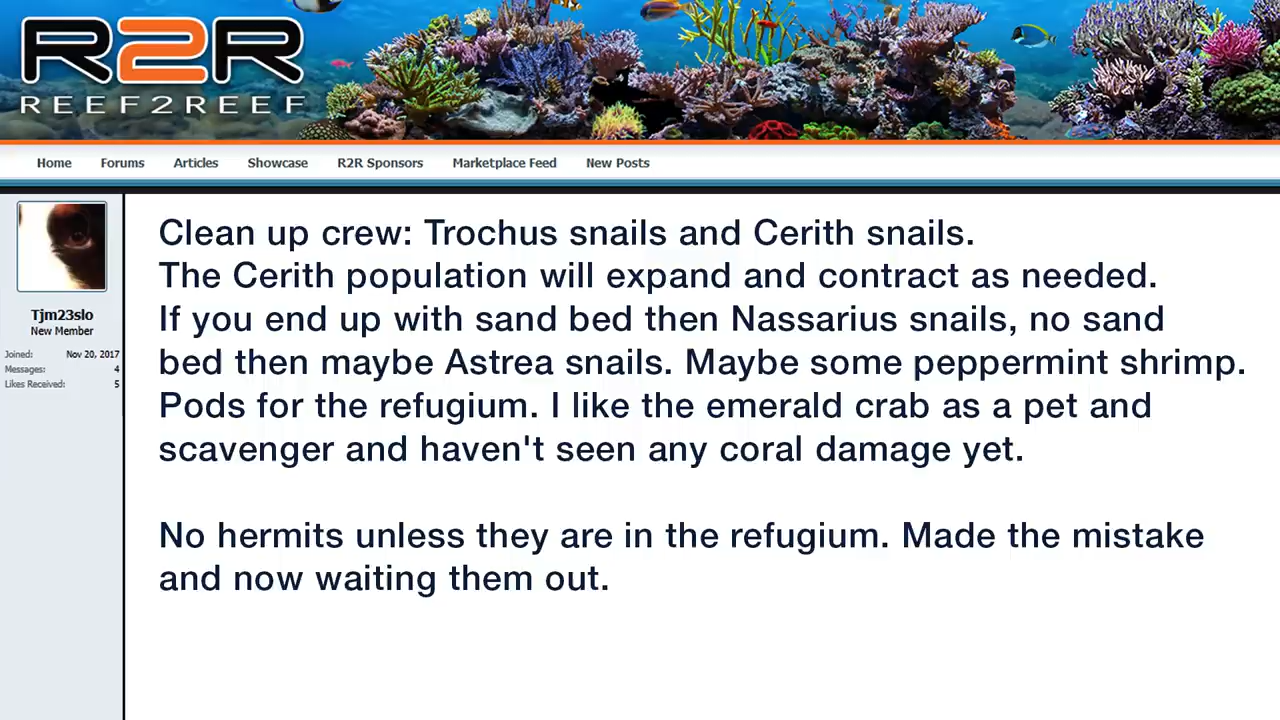 R2R
REEF2REEF
Home Forums Articles Showcase R2R Sponsors Marketplace Feed New Posts
Tjm23slo
New Member
Joined: Nov 20, 2017
Messages: 4
Likes Received: 5
Clean up crew: Trochus snails and Cerith snails.
The Cerith population will expand and contract as needed.
If you end up with sand bed then Nassarius snails, no sand
bed then maybe Astrea snails. Maybe some peppermint shrimp.
Pods for the refugium. I like the emerald crab as a pet and
scavenger and haven't seen any coral damage yet.
No hermits unless they are in the refugium. Made the mistake
and now waiting them out.